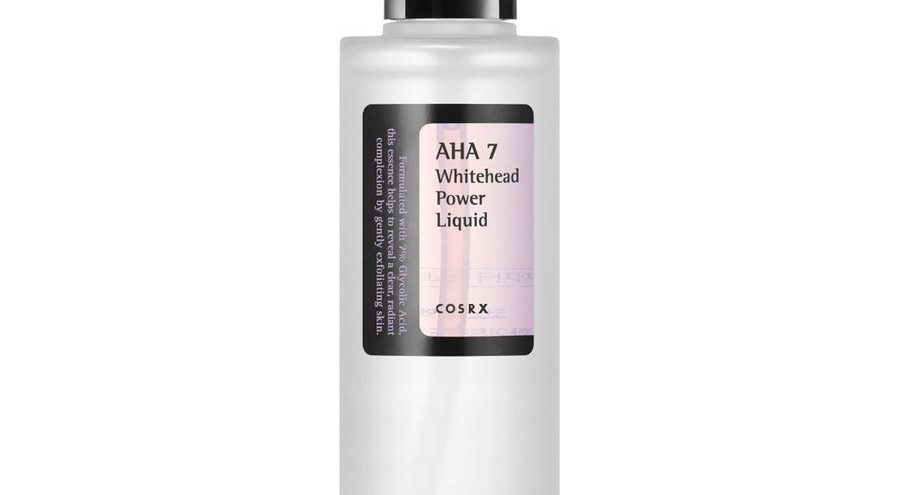 Formulated with 7% Glycolic Acid,
this essence helps to reveal a clear, radiant
complexion by gently exfoliating skin.
AHA 7
Whitehead
Power
Liquid
COSRX